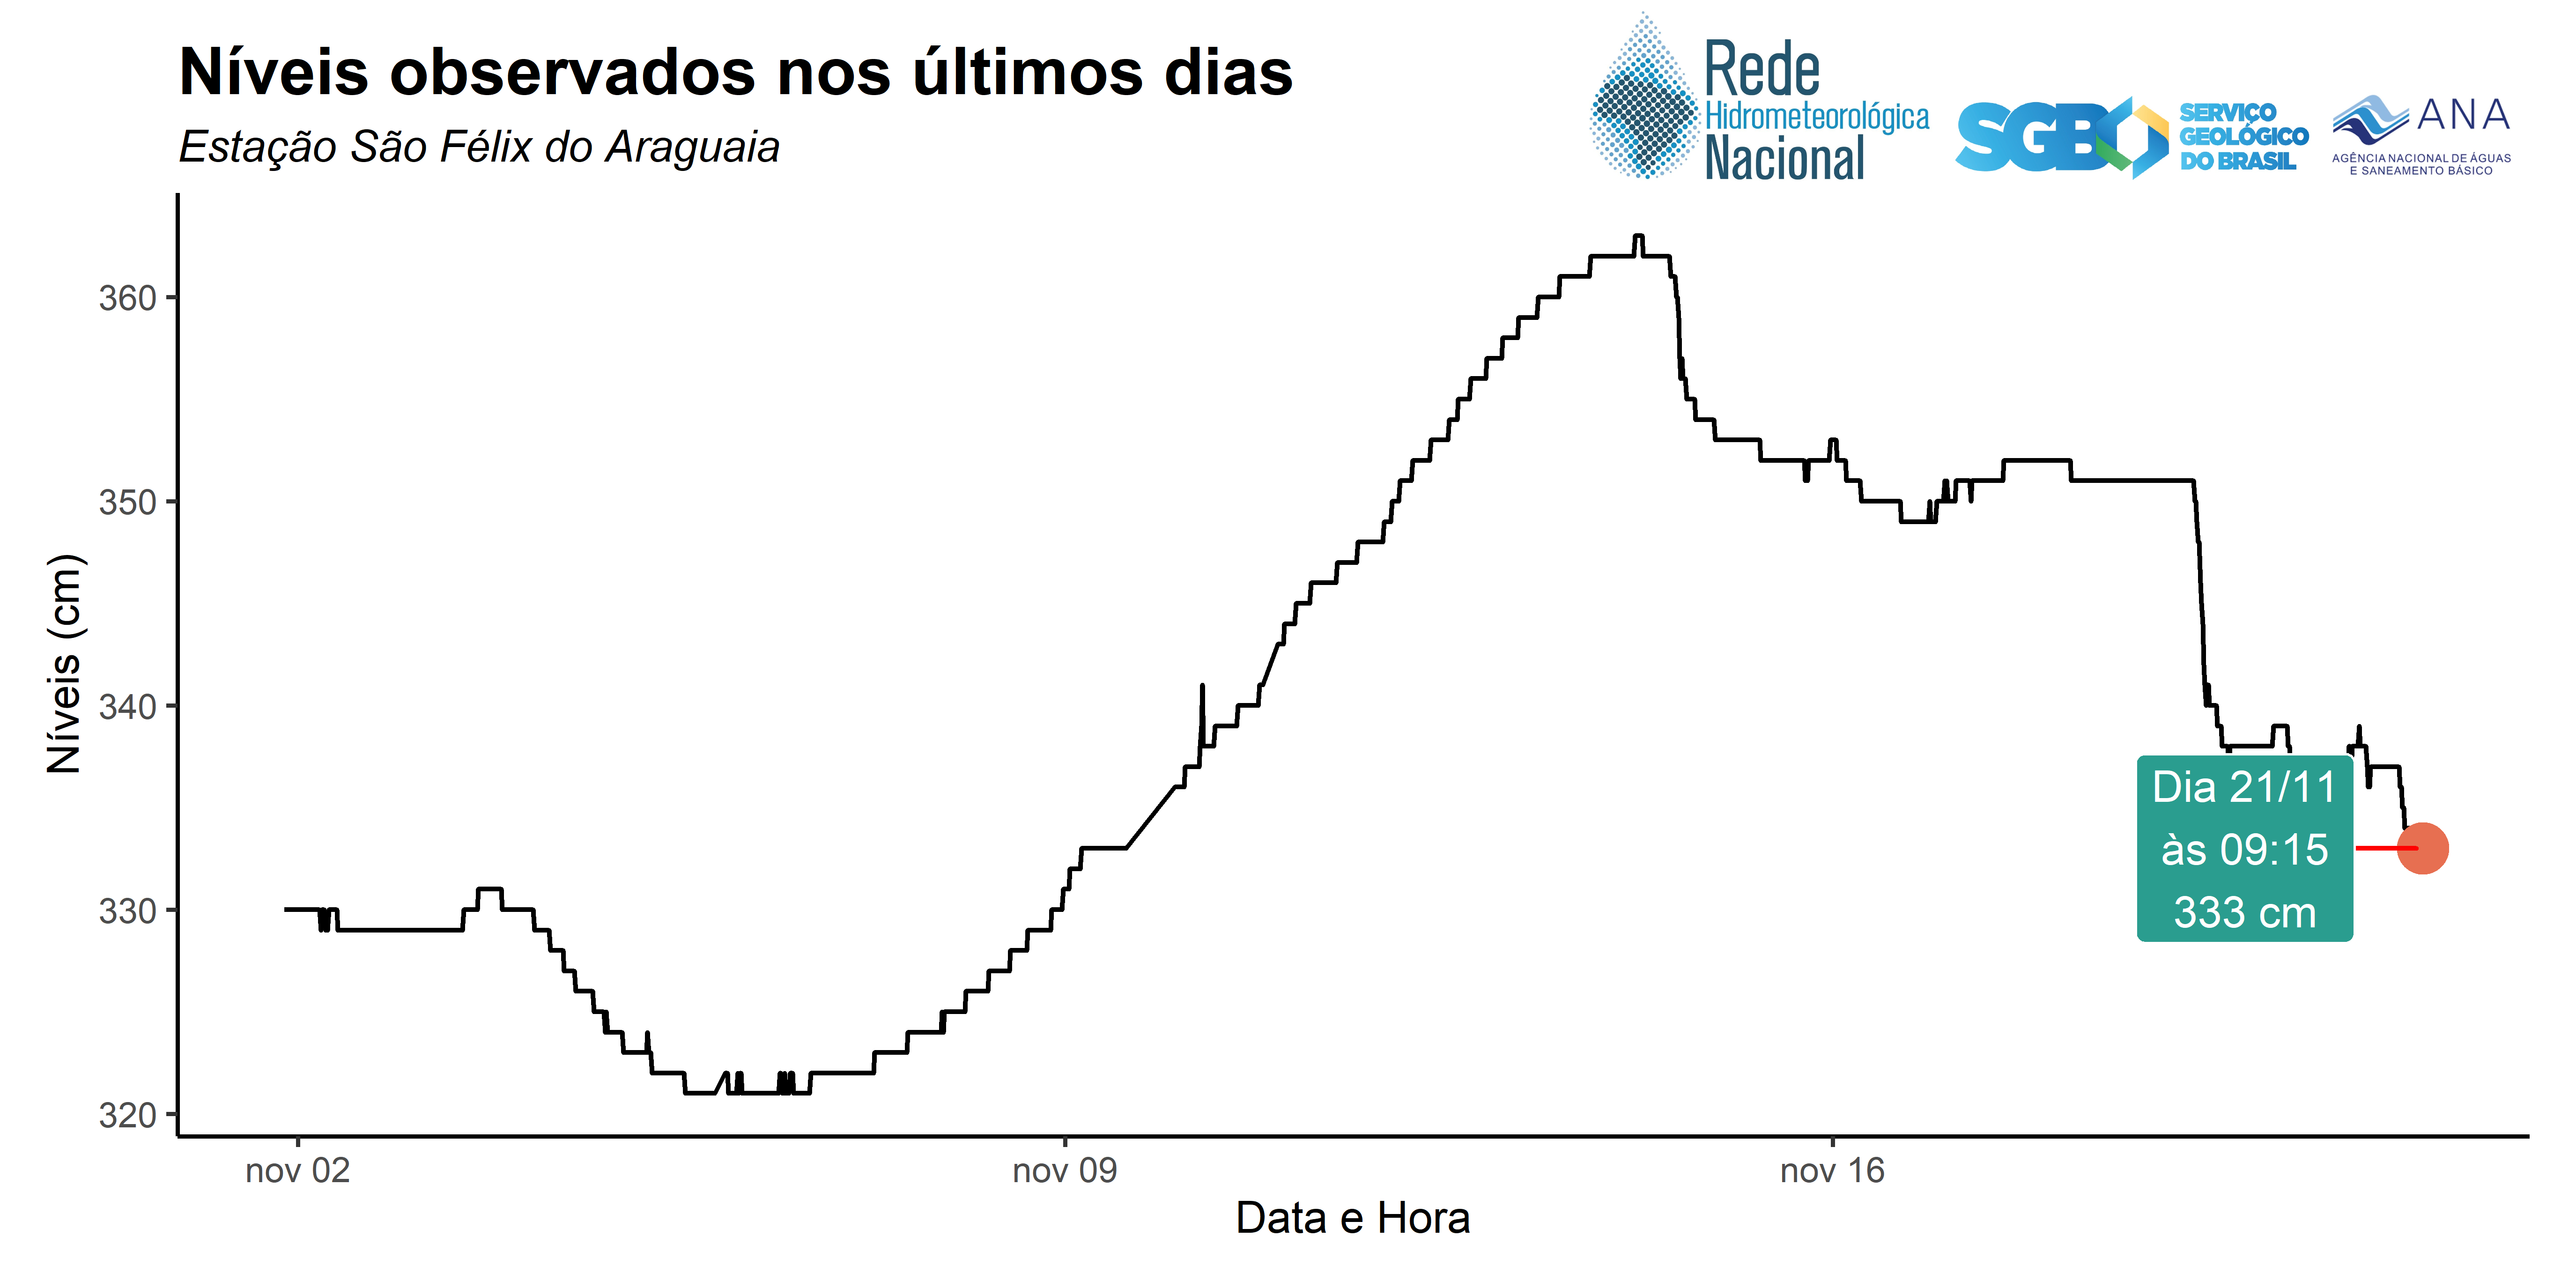 Níveis observados nos últimos dias
Estação São Félix do Araguaia
Rede
Hidrometeorológica
Nacional
SGB
SERVIÇO
GEOLÓGICO
DO BRASIL
ANA
AGÊNCIA NACIONAL DE ÁGUAS
E SANEAMENTO BÁSICO
Níveis (cm)
360
350
340
330
320
Dia 21/11
às 09:15
333 cm
nov 02
nov 09
nov 16
Data e Hora